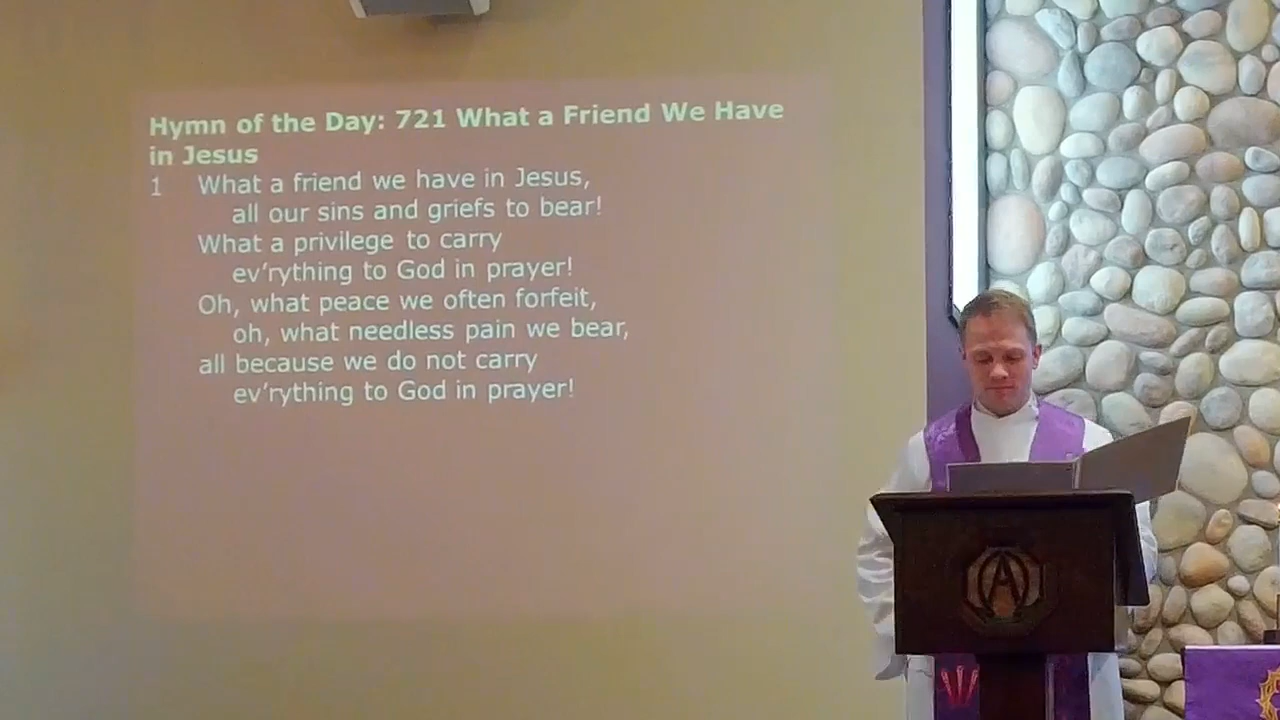 Hymn of the Day: 721 What a Friend We Have
in Jesus
1 What a friend we have in Jesus,
all our sins and griefs to bear!
What a privilege to carry
ev’rything to God in prayer!
Oh, what peace we often forfeit,
oh, what needless pain we bear,
all because we do not carry
ev’rything to God in prayer!